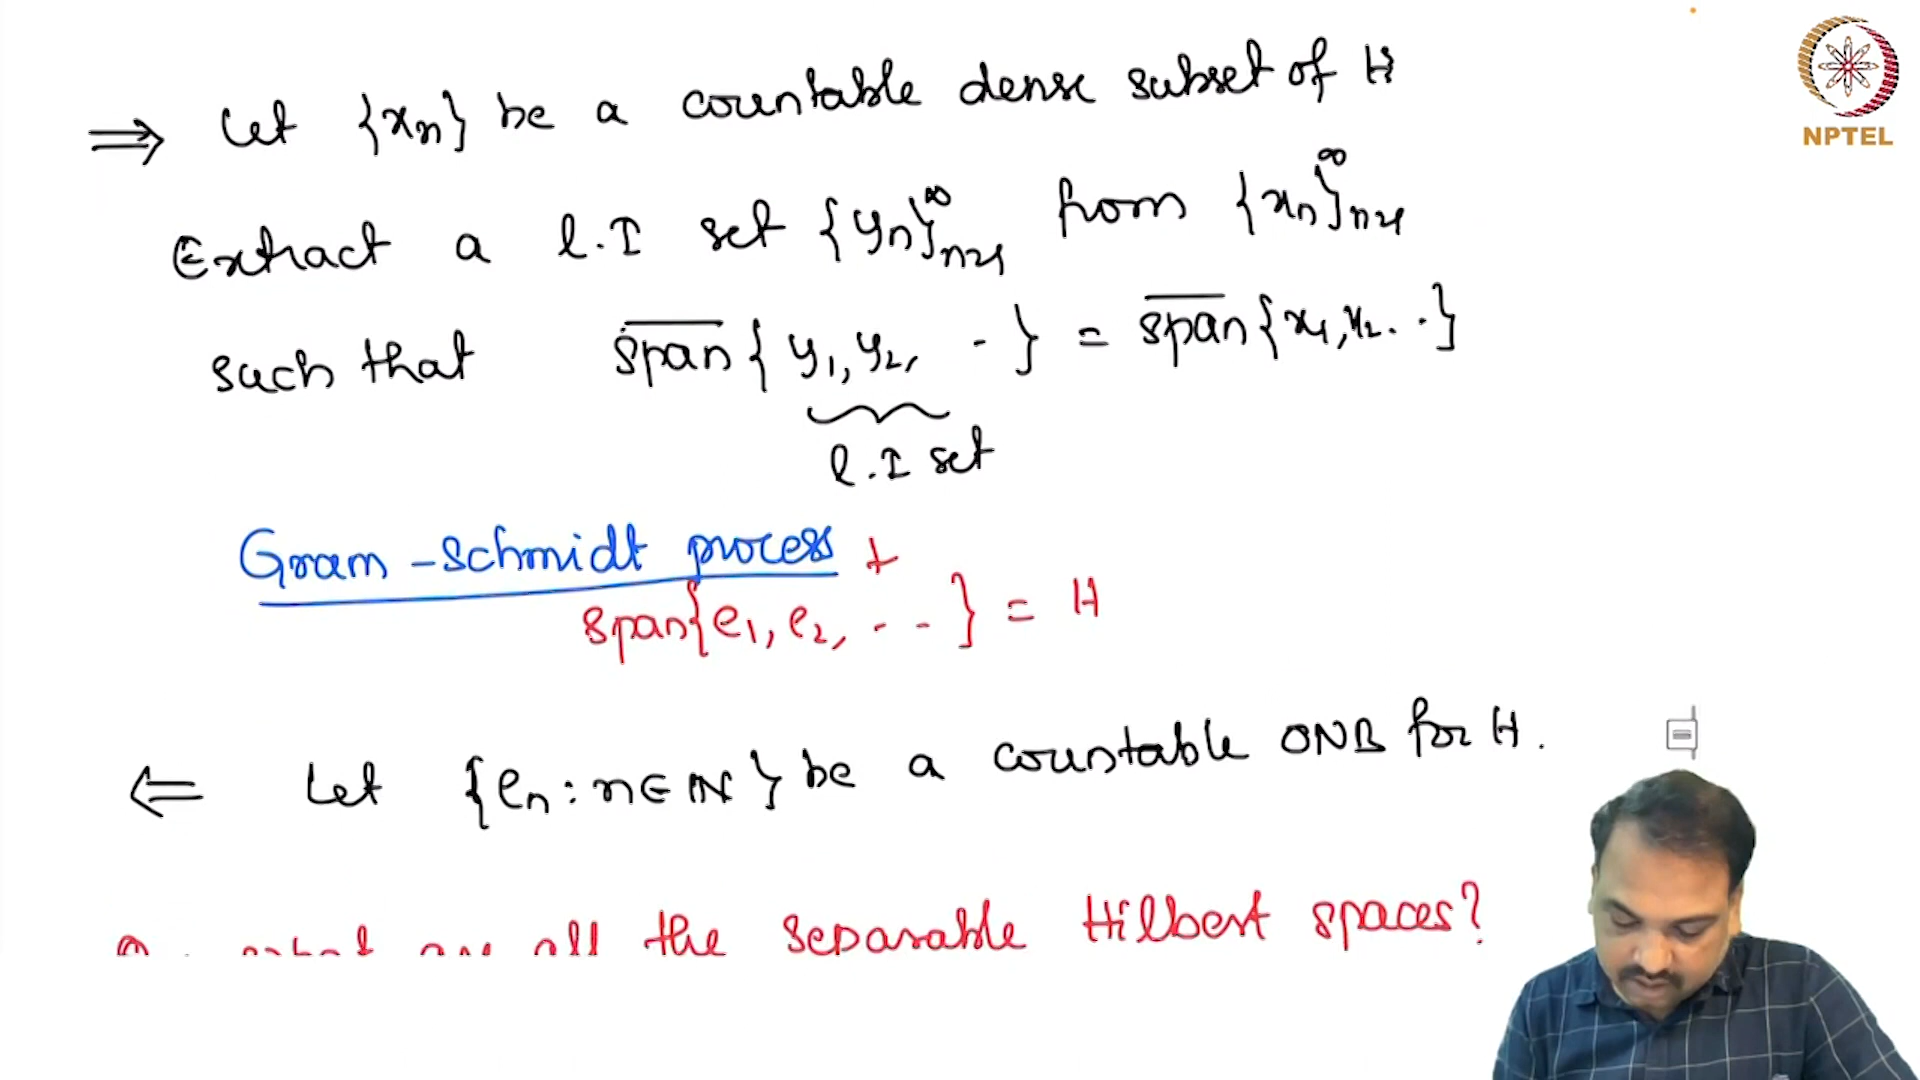 ⇒ Let {xn} be a countable dense subset of H
NPTEL
Extract a l.I set {yn}∞n=1 from {xn}∞n=1
such that s̅p̅a̅n̅{y1, y2, ..} = s̅p̅a̅n̅{x1, x2...}
l.I set
Gram-Schmidt process +
span{e1, e2, ....} = H
⇐ Let {en : n∈ℕ} be a countable ONB for H.
all the separable Hilbert spaces?